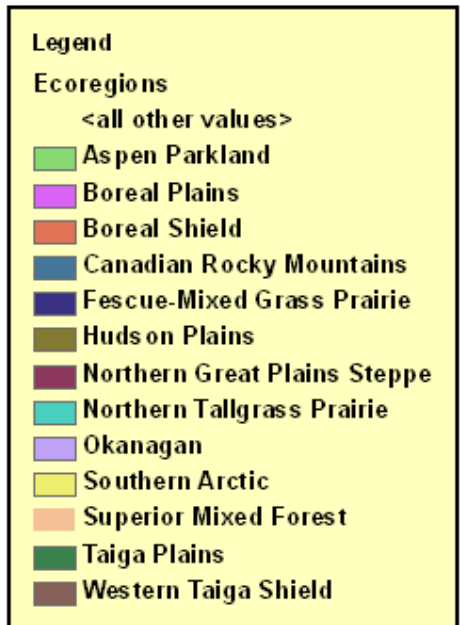 Legend
Ecoregions
<all other values>
Aspen Parkland
Boreal Plains
Boreal Shield
Canadian Rocky Mountains
Fescue-Mixed Grass Prairie
Hudson Plains
Northern Great Plains Steppe
Northern Tallgrass Prairie
Okanagan
Southern Arctic
Superior Mixed Forest
Taiga Plains
Western Taiga Shield